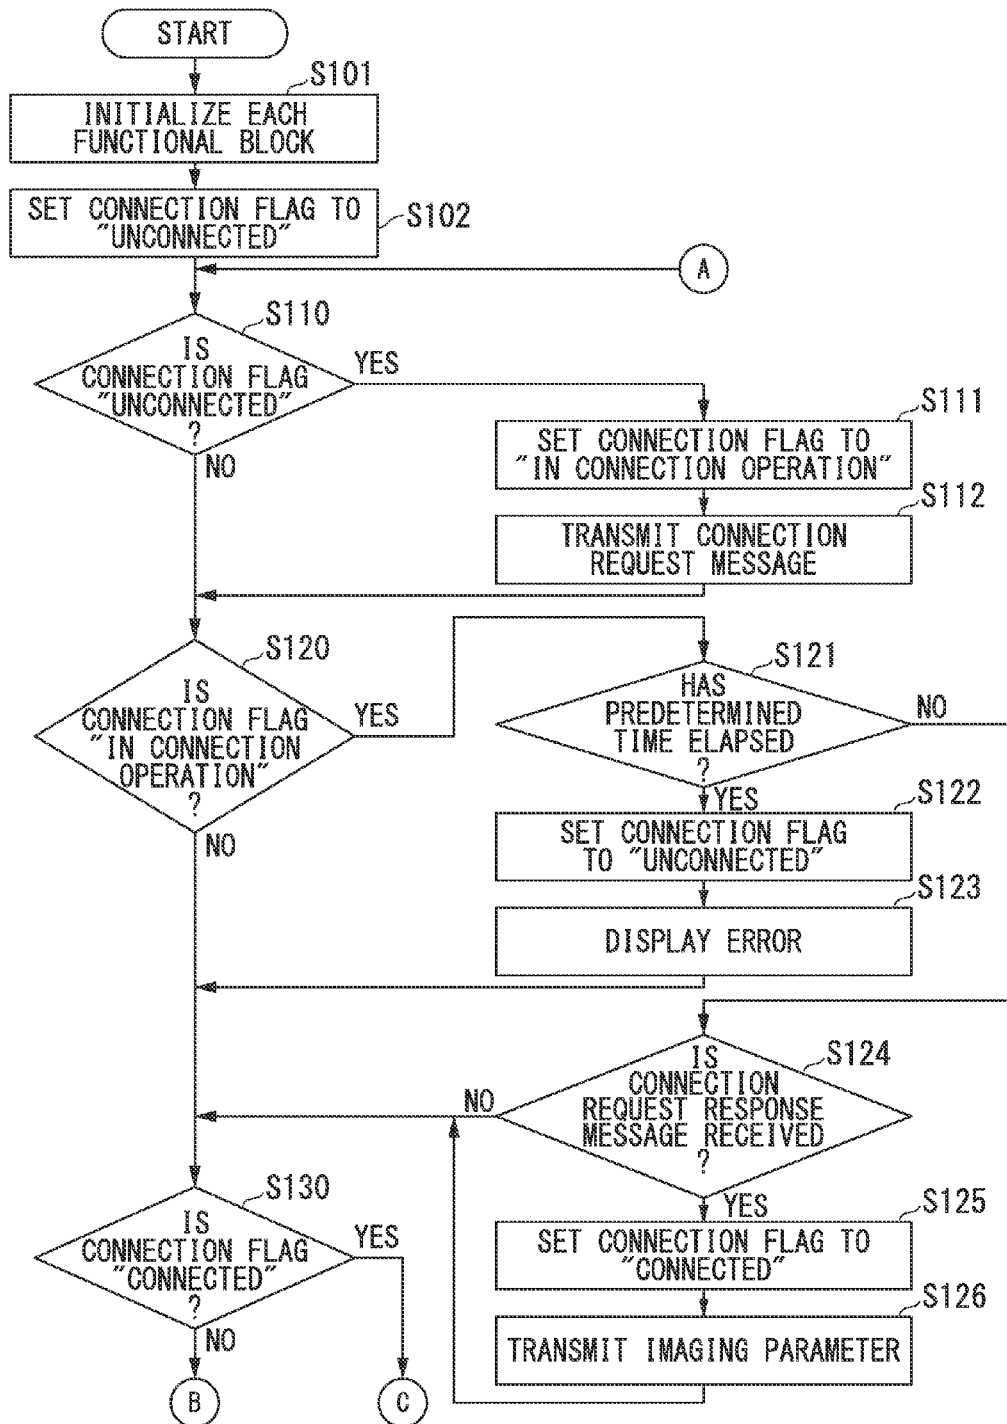 START
S101
INITIALIZE EACH
FUNCTIONAL BLOCK
SET CONNECTION FLAG TO
"UNCONNECTED"
S102
A
S110
IS
CONNECTION FLAG
"UNCONNECTED"
?
YES
NO
S111
SET CONNECTION FLAG TO
"IN CONNECTION OPERATION"
S112
TRANSMIT CONNECTION
REQUEST MESSAGE
S120
IS
CONNECTION FLAG
"IN CONNECTION
OPERATION"
?
YES
NO
S121
HAS
PREDETERMINED
TIME ELAPSED
?
NO
YES
S122
SET CONNECTION FLAG
TO "UNCONNECTED"
S123
DISPLAY ERROR
S124
IS
CONNECTION
REQUEST RESPONSE
MESSAGE RECEIVED
?
NO
YES
S125
SET CONNECTION FLAG TO
"CONNECTED"
S126
TRANSMIT IMAGING PARAMETER
S130
IS
CONNECTION FLAG
"CONNECTED"
?
YES
NO
B
C